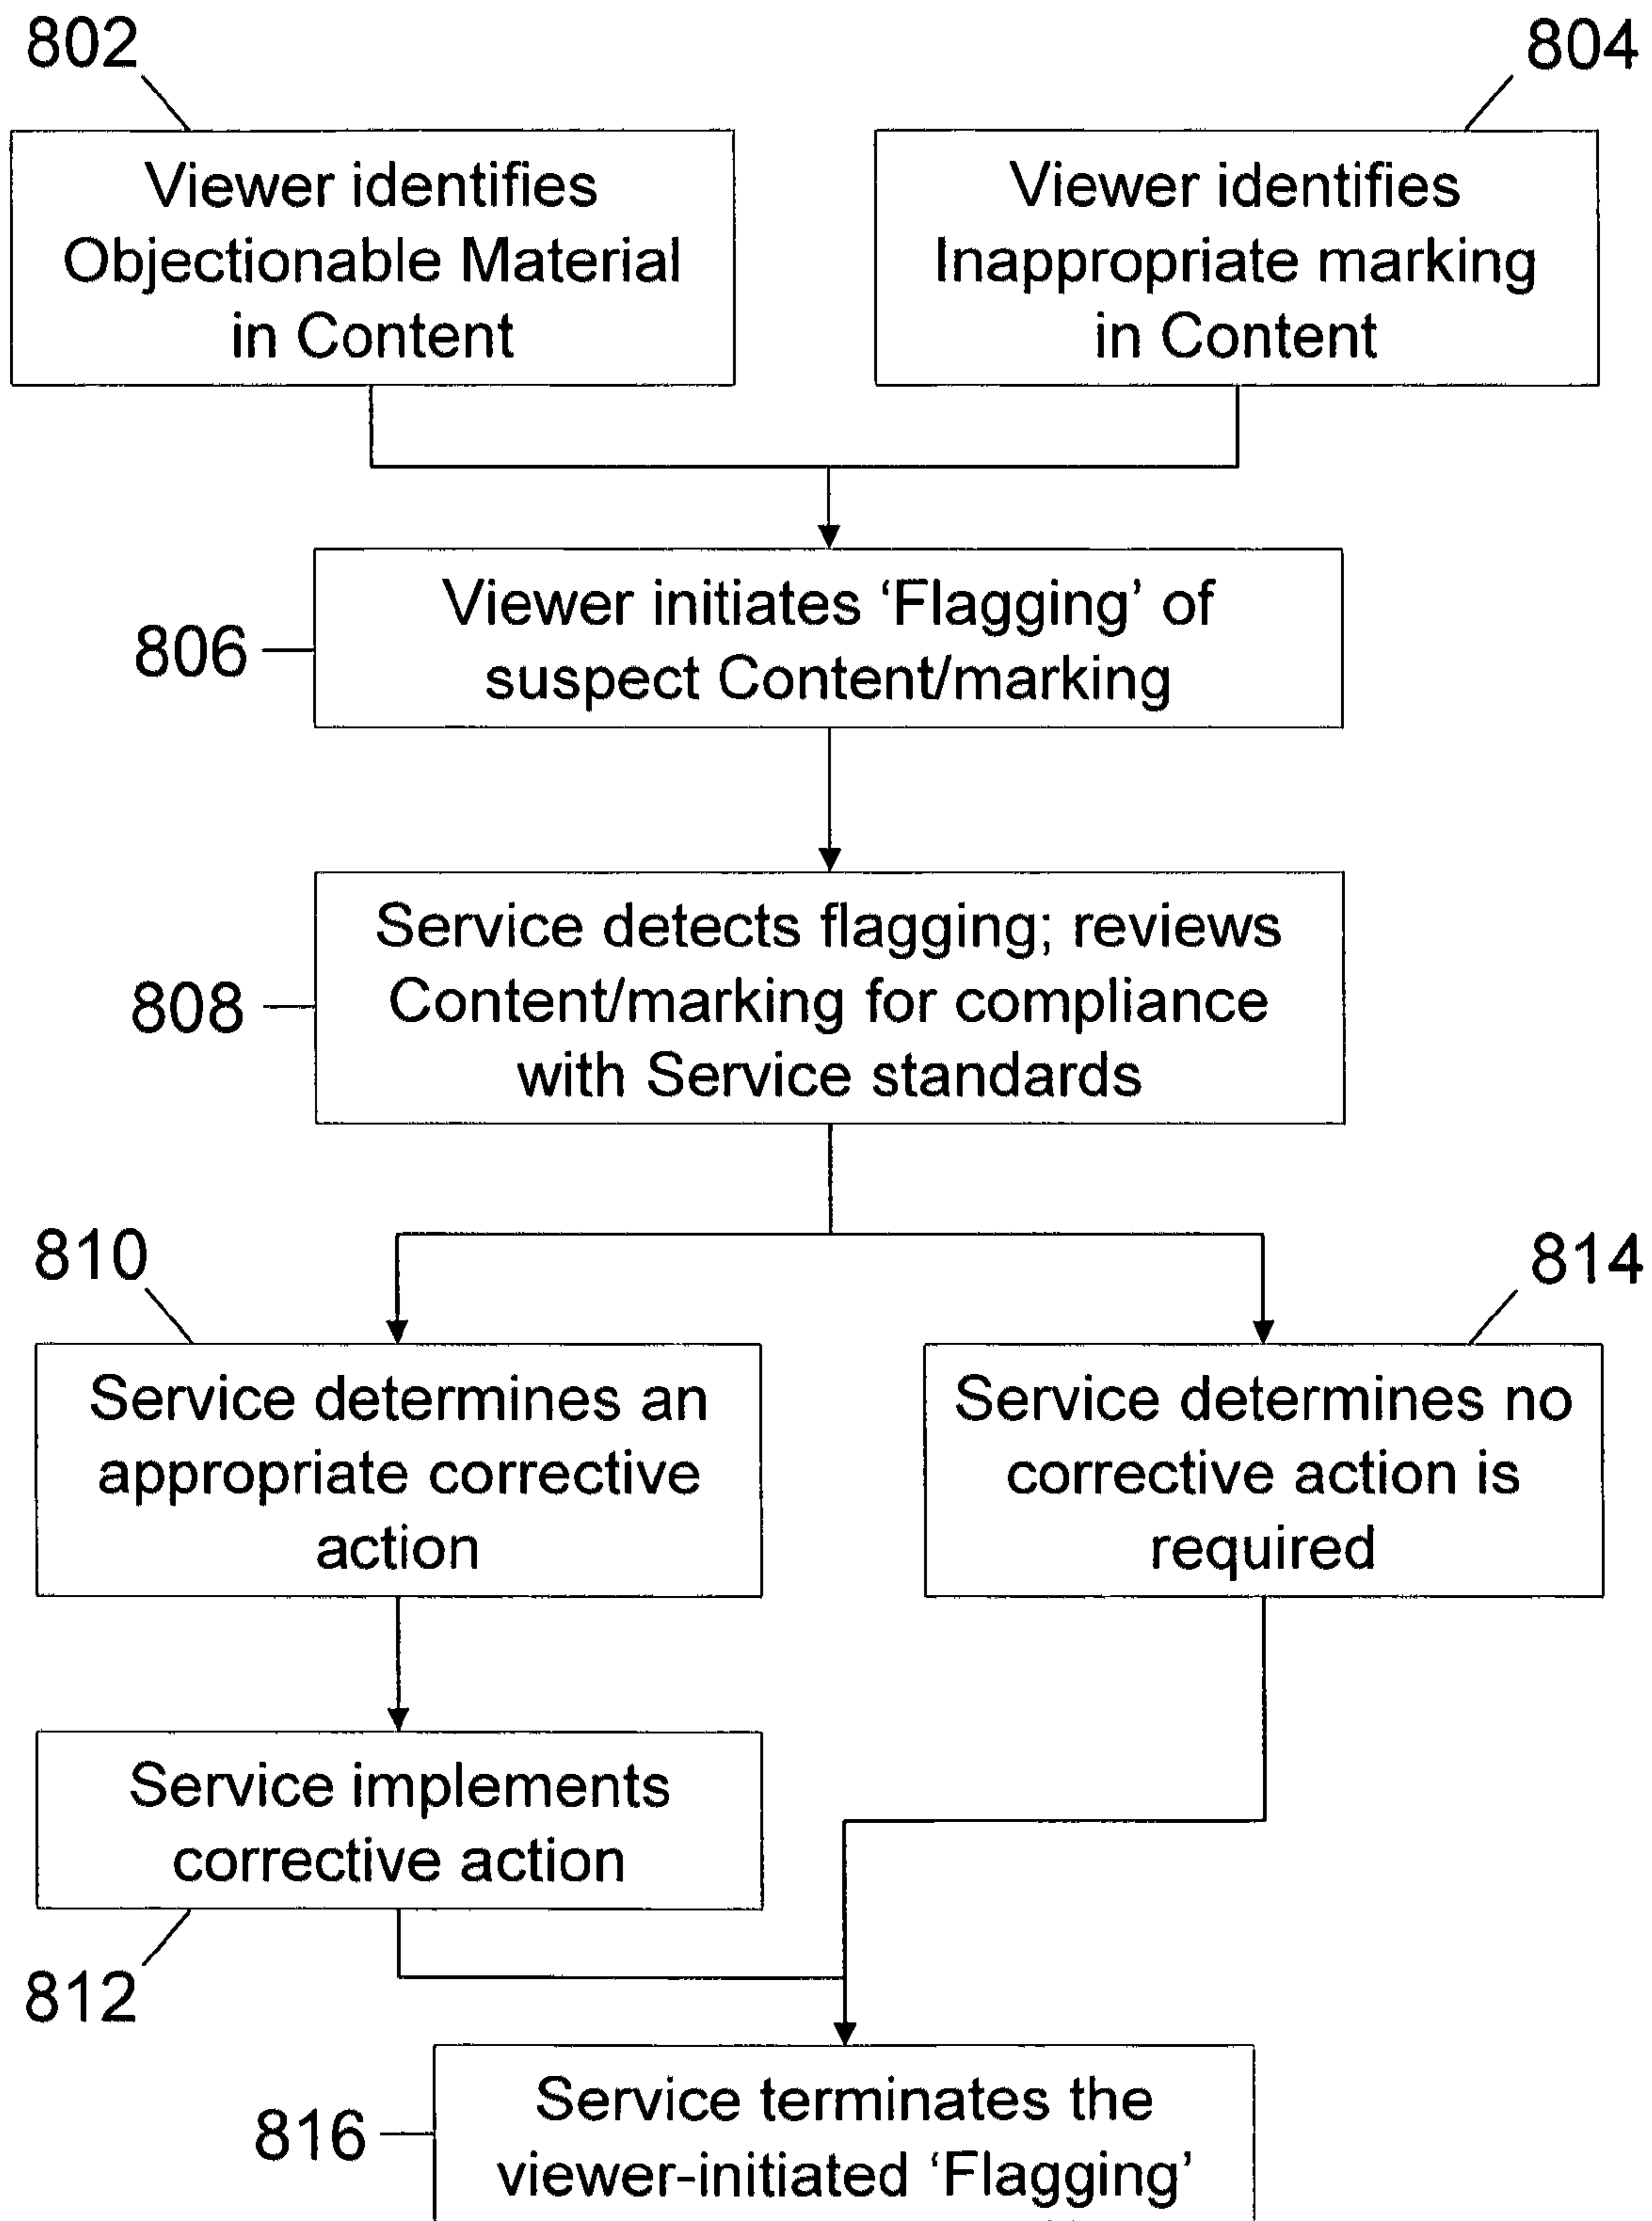 802
804
Viewer identifies
Objectionable Material
in Content
Viewer identifies
Inappropriate marking
in Content
806
Viewer initiates ‘Flagging’ of
suspect Content/marking
808
Service detects flagging; reviews
Content/marking for compliance
with Service standards
810
814
Service determines an
appropriate corrective
action
Service determines no
corrective action is
required
Service implements
corrective action
812
816
Service terminates the
viewer-initiated ‘Flagging’